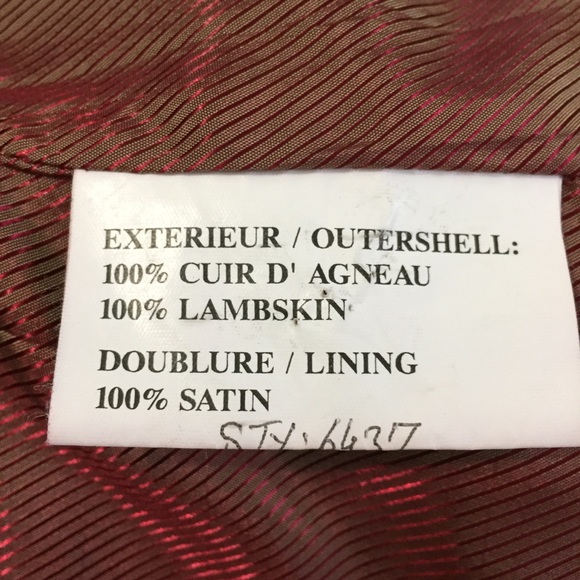 EXTERIEUR / OUTERSHELL:
100% CUIR D' AGNEAU
100% LAMBSKIN
DOUBLURE / LINING
100% SATIN
STY: 6437